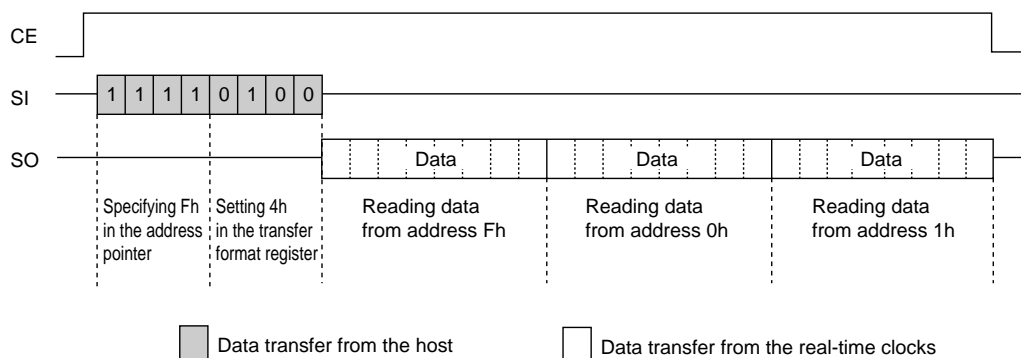 CE
SI 1 1 1 1 0 1 0 0
SO Data Data Data
Specifying Fh
in the address
pointer
Setting 4h
in the transfer
format register
Reading data
from address Fh
Reading data
from address 0h
Reading data
from address 1h
Data transfer from the host
Data transfer from the real-time clocks